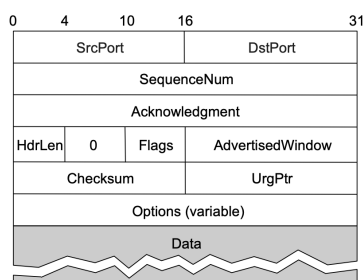 0 4 10 16 31
SrcPort DstPort
SequenceNum
Acknowledgment
HdrLen 0 Flags AdvertisedWindow
Checksum UrgPtr
Options (variable)
Data